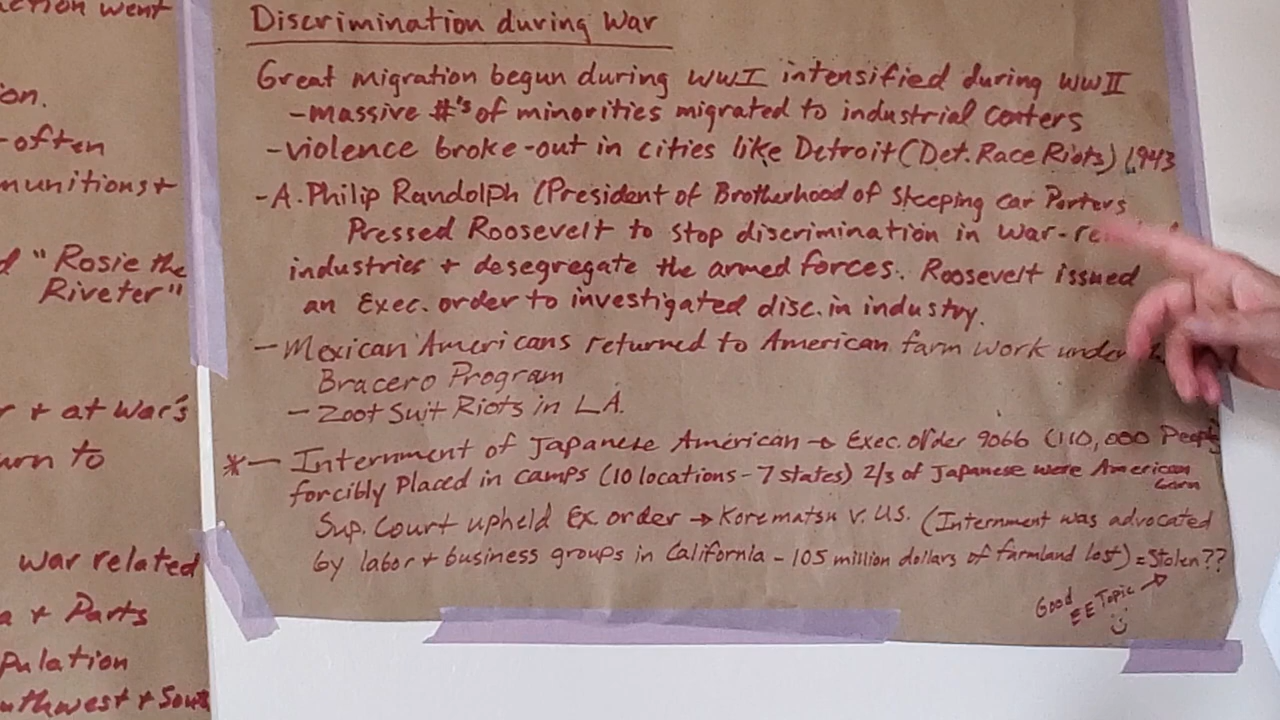 ction went
on.
-often
munitions+
d "Rosie the
Riveter"
r + at War's
urn to
war related
a + Parts
pulation
uthwest + Sout
Discrimination during War
Great migration begun during WWI intensified during WWII
-massive #'s of minorities migrated to industrial centers
-violence broke-out in cities like Detroit (Det. Race Riots) 1943
-A. Philip Randolph (President of Brotherhood of Sleeping car Porters
Pressed Roosevelt to stop discrimination in war-re
industries + desegregate the armed forces. Roosevelt issued
an Exec. order to investigated disc. in industry.
- Mexican Americans returned to American farm work under
Bracero Program
- Zoot Suit Riots in L.A.
*- Internment of Japanese American → Exec. order 9066 (110,000 People
forcibly Placed in camps (10 locations - 7 states) 2/3 of Japanese were American
born
Sup. Court upheld Ex. order → Korematsu v. U.S. (Internment was advocated
by labor + business groups in California - 105 million dollars of farmland lost) = Stolen??
Good EE Topic →